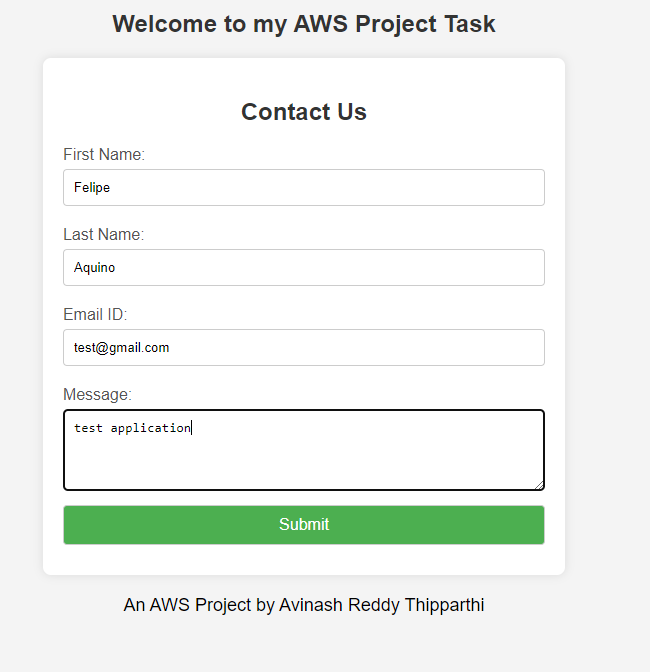 Welcome to my AWS Project Task
Contact Us
First Name:
Felipe
Last Name:
Aquino
Email ID:
test@gmail.com
Message:
test application
Submit
An AWS Project by Avinash Reddy Thipparthi